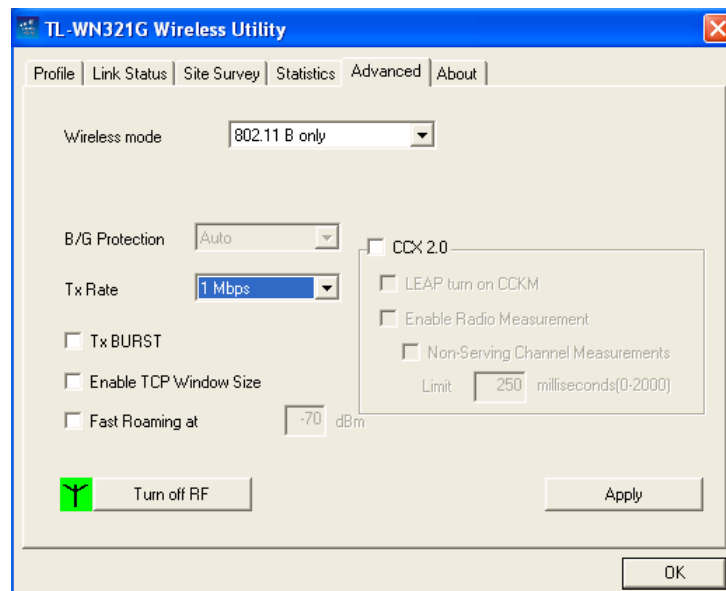 TL-WN321G Wireless Utility
Profile Link Status Site Survey Statistics Advanced About
Wireless mode 802.11 B only
B/G Protection Auto
CCX 2.0
Tx Rate 1 Mbps
LEAP turn on CCKM
Enable Radio Measurement
Tx BURST
Non-Serving Channel Measurements
Enable TCP Window Size
Limit 250 milliseconds(0-2000)
Fast Roaming at -70 dBm
Turn off RF
Apply
OK